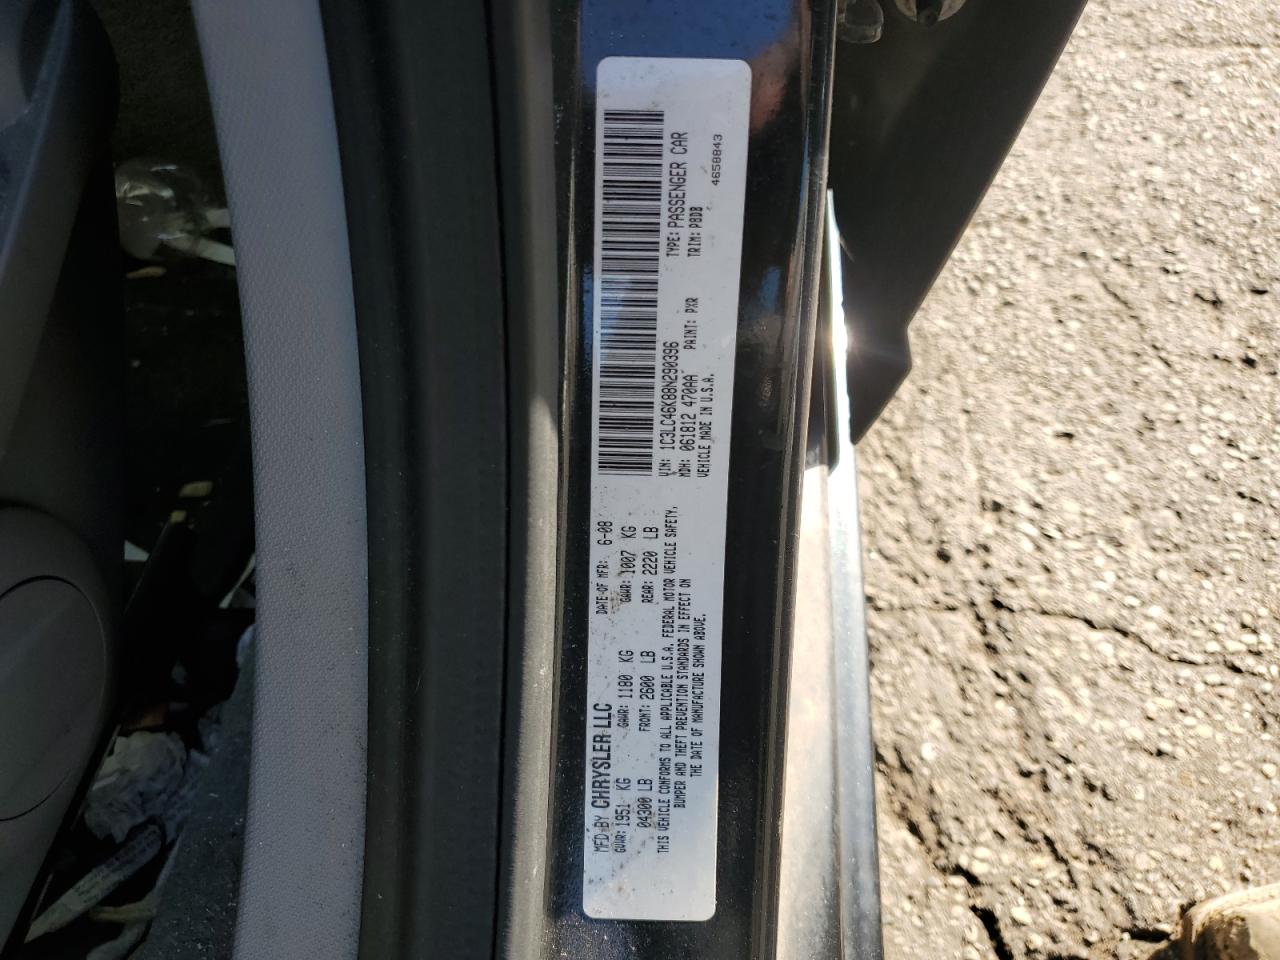 MFD BY CHRYSLER LLC DATE OF MFR: 6-08
GVWR: 1951 KG GAWR: 1180 KG GAWR: 1007 KG
04300 LB FRONT: 2600 LB REAR: 2220 LB
THIS VEHICLE CONFORMS TO ALL APPLICABLE U.S.A. FEDERAL MOTOR VEHICLE SAFETY,
BUMPER AND THEFT PREVENTION STANDARDS IN EFFECT ON
THE DATE OF MANUFACTURE SHOWN ABOVE.
VIN: 1C3LC46K88N290396 TYPE: PASSENGER CAR
MDH: 061812 470AA PAINT: PXR TRIM: P8DB
VEHICLE MADE IN U.S.A. 4658843